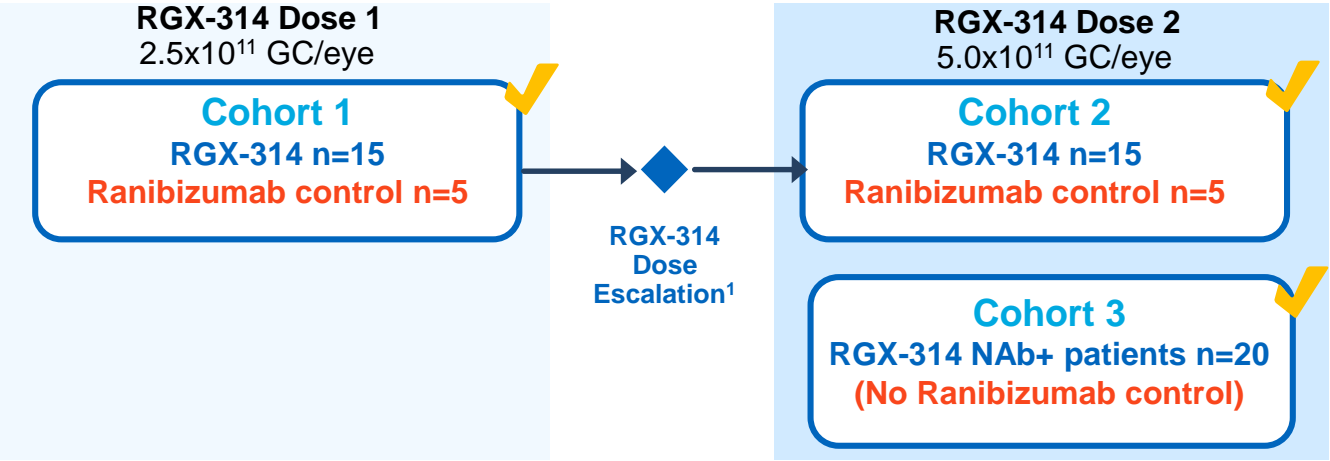 RGX-314 Dose 1
2.5x10¹¹ GC/eye
Cohort 1
RGX-314 n=15
Ranibizumab control n=5
RGX-314
Dose
Escalation¹
RGX-314 Dose 2
5.0x10¹¹ GC/eye
Cohort 2
RGX-314 n=15
Ranibizumab control n=5
Cohort 3
RGX-314 NAb+ patients n=20
(No Ranibizumab control)